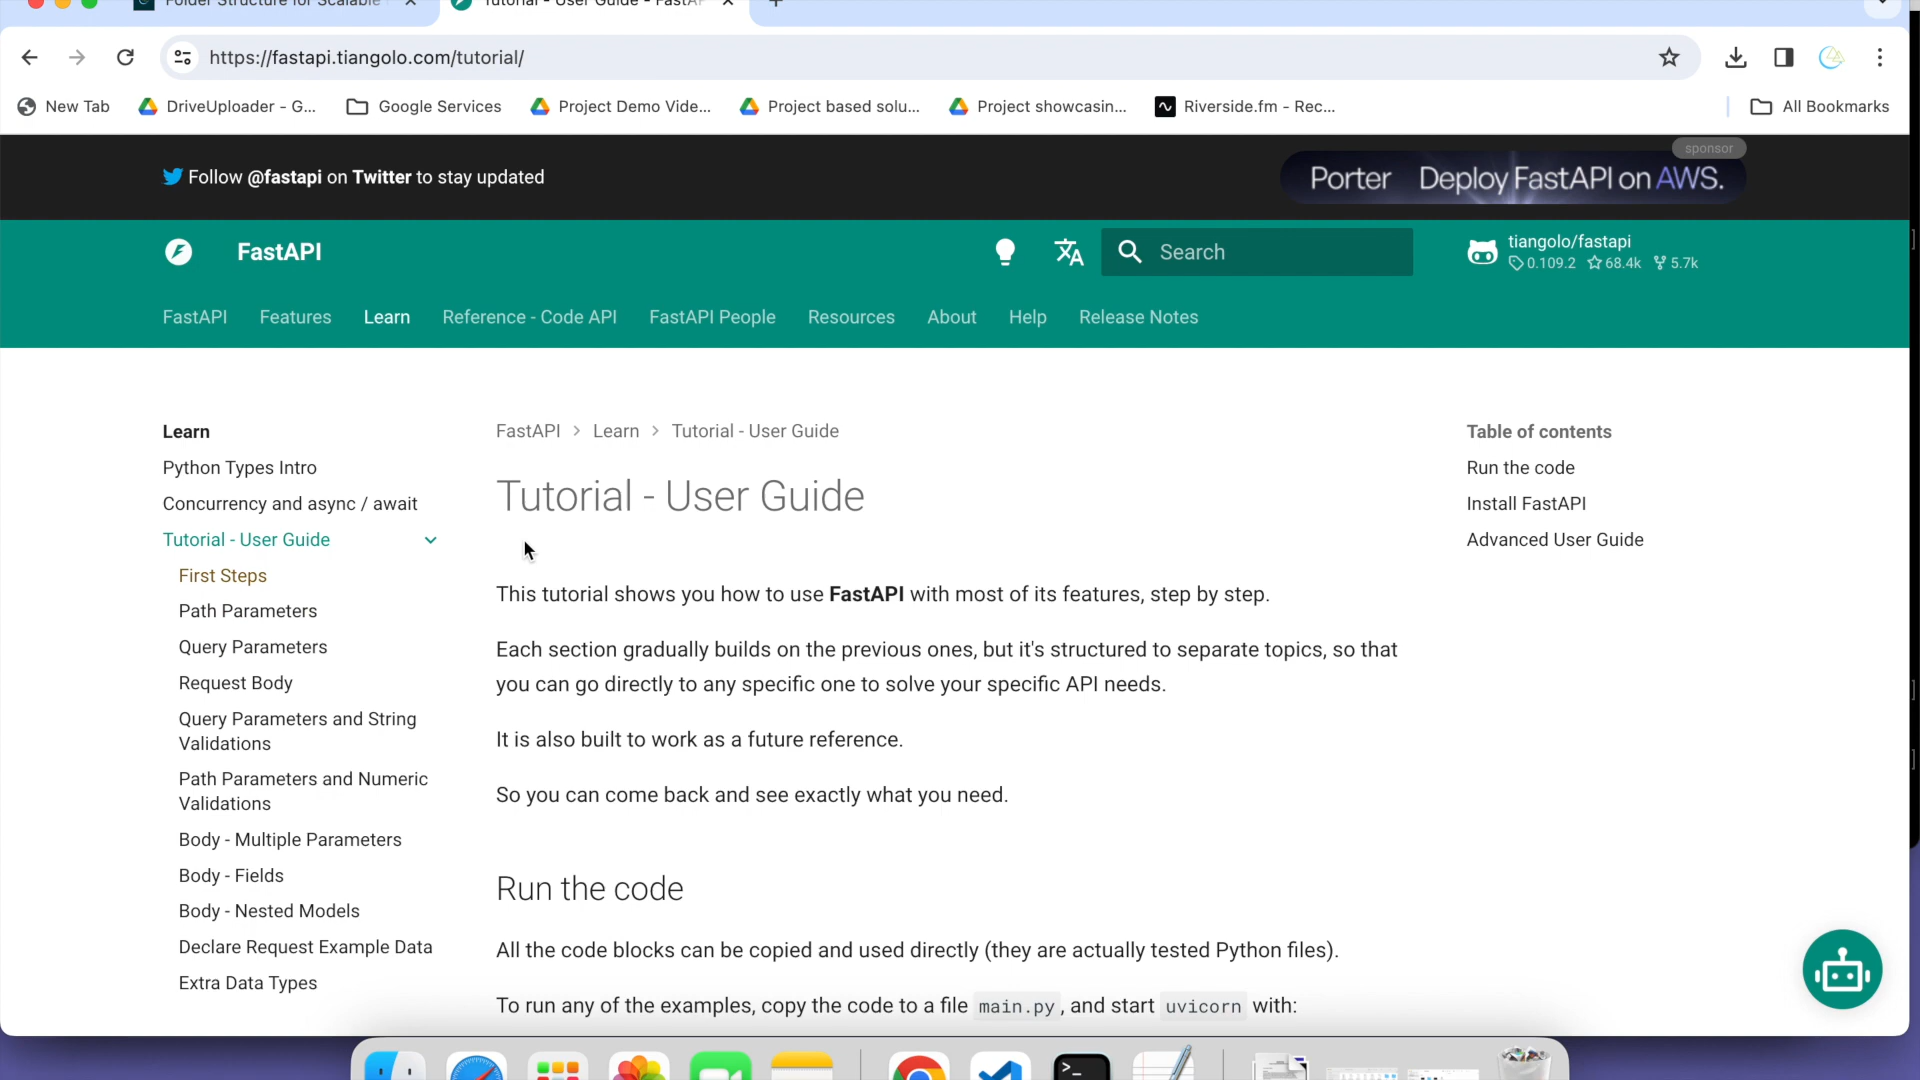 Folder Structure for Scalable
Tutorial - User Guide - FastAP
https://fastapi.tiangolo.com/tutorial/
New Tab
DriveUploader - G...
Google Services
Project Demo Vide...
Project based solu...
Project showcasin...
Riverside.fm - Rec...
All Bookmarks
sponsor
Follow @fastapi on Twitter to stay updated
Porter Deploy FastAPI on AWS.
FastAPI
Search
tiangolo/fastapi
0.109.2 68.4k 5.7k
FastAPI
Features
Learn
Reference - Code API
FastAPI People
Resources
About
Help
Release Notes
Learn
Python Types Intro
Concurrency and async / await
Tutorial - User Guide
First Steps
Path Parameters
Query Parameters
Request Body
Query Parameters and String
Validations
Path Parameters and Numeric
Validations
Body - Multiple Parameters
Body - Fields
Body - Nested Models
Declare Request Example Data
Extra Data Types
FastAPI > Learn > Tutorial - User Guide
Tutorial - User Guide
This tutorial shows you how to use FastAPI with most of its features, step by step.
Each section gradually builds on the previous ones, but it's structured to separate topics, so that
you can go directly to any specific one to solve your specific API needs.
It is also built to work as a future reference.
So you can come back and see exactly what you need.
Run the code
All the code blocks can be copied and used directly (they are actually tested Python files).
To run any of the examples, copy the code to a file main.py, and start uvicorn with:
Table of contents
Run the code
Install FastAPI
Advanced User Guide